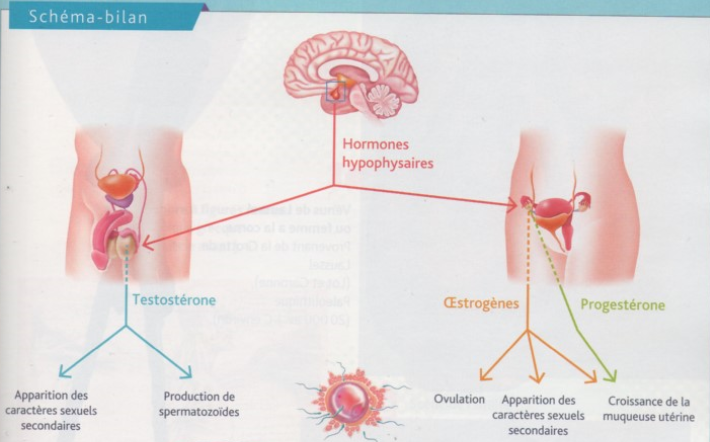 Schéma-bilan
Hormones
hypophysaires
Testostérone
Œstrogènes
Progestérone
Apparition des
caractères sexuels
secondaires
Production de
spermatozoïdes
Ovulation
Apparition des
caractères sexuels
secondaires
Croissance de la
muqueuse utérine